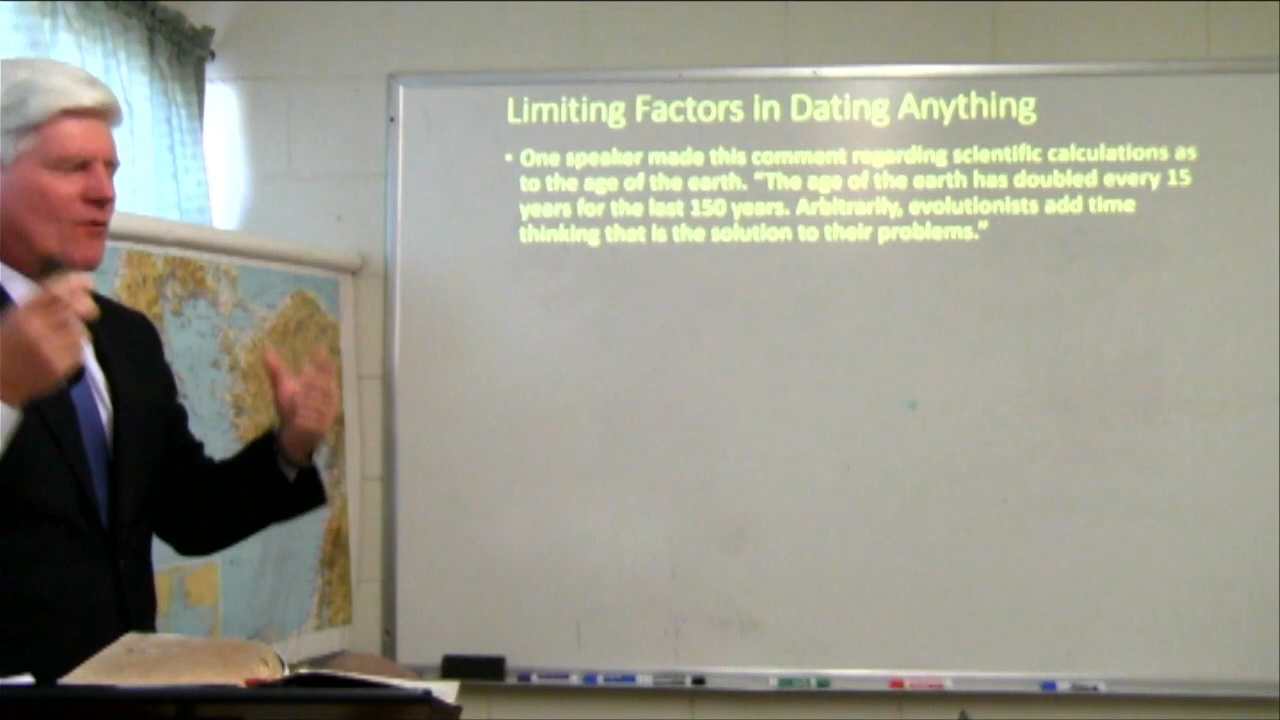 Limiting Factors in Dating Anything
• One speaker made this comment regarding scientific calculations as
to the age of the earth. “The age of the earth has doubled every 15
years for the last 150 years. Arbitrarily, evolutionists add time
thinking that is the solution to their problems.”